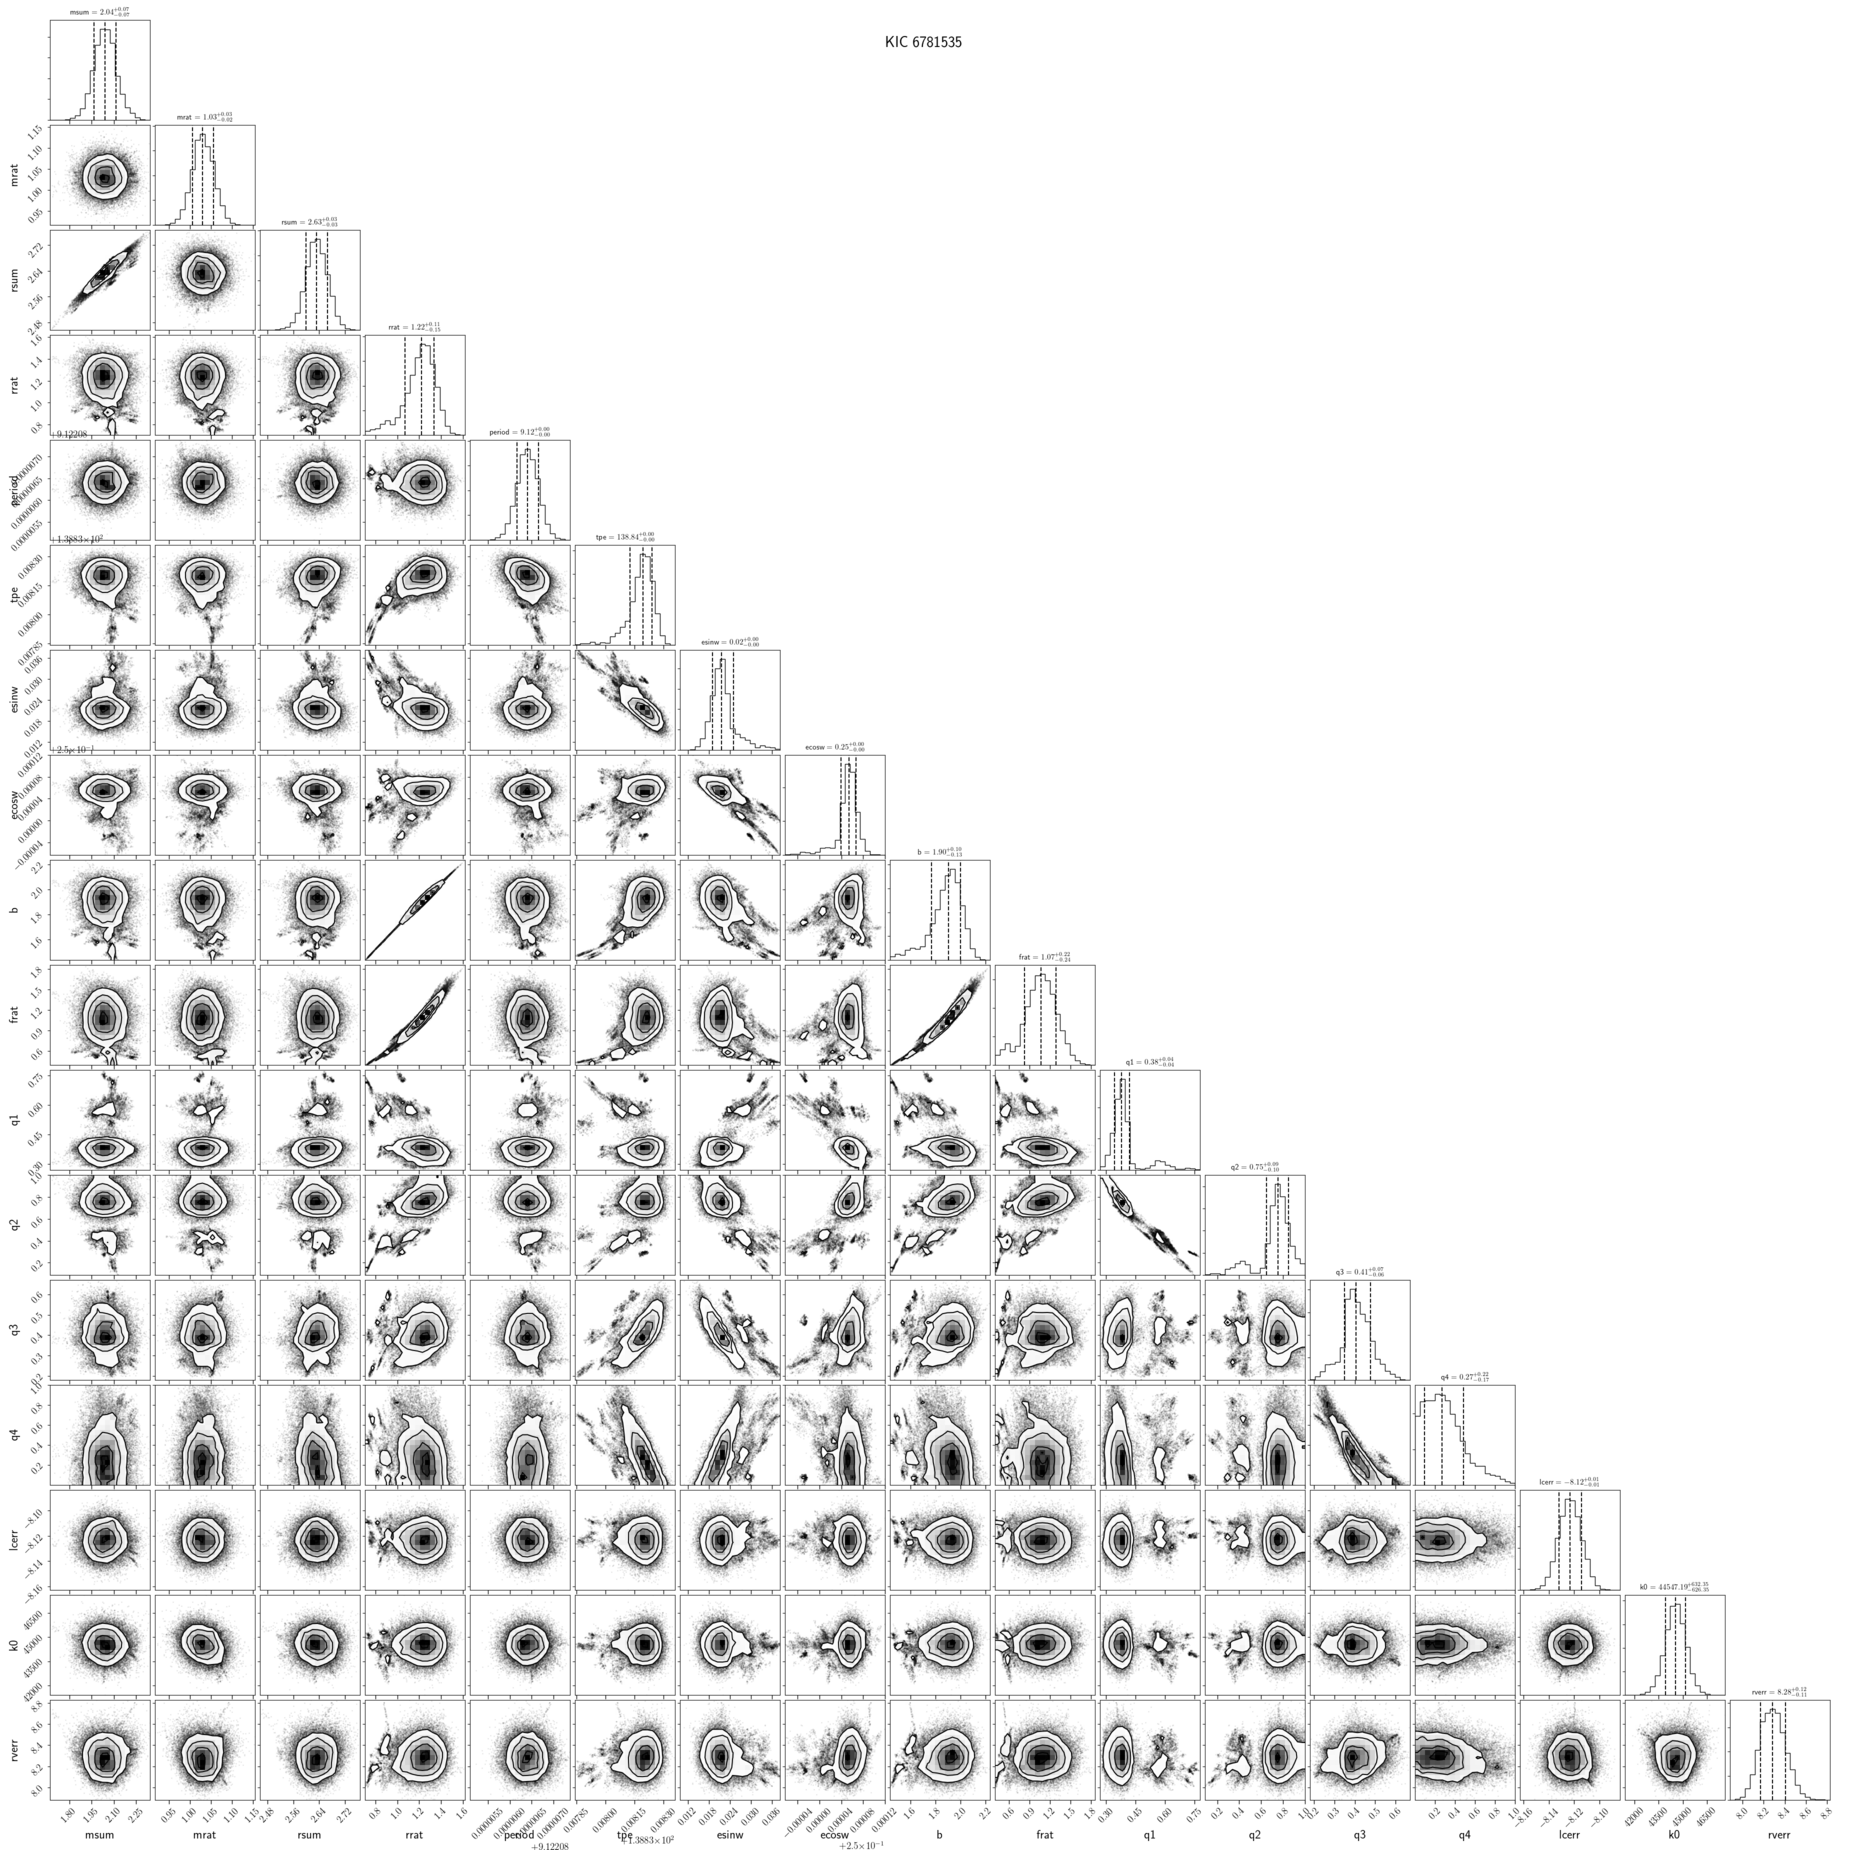 KIC 6781535
msum = 2.04+0.07 −0.07
mrat = 1.03+0.03 −0.02
rsum = 2.63+0.03 −0.03
rrat = 1.22+0.11 −0.15
period = 9.12+0.00 −0.00
tpe = 138.84+0.00 −0.00
esinw = 0.02+0.00 −0.00
ecosw = 0.25+0.00 −0.00
b = 1.90+0.10 −0.13
frat = 1.07+0.22 −0.24
q1 = 0.38+0.04 −0.04
q2 = 0.75+0.09 −0.10
q3 = 0.41+0.07 −0.06
q4 = 0.27+0.22 −0.17
lcerr = −8.12+0.01 −0.01
k0 = 44547.19+632.35 −626.35
rverr = 8.28+0.12 −0.11
mrat
1.15
1.10
1.05
1.00
0.95
rsum
2.72
2.64
2.56
2.48
rrat
1.6
1.4
1.2
1.0
0.8
+9.12208
period
0.0000070
0.0000065
0.0000060
0.0000055
+1.3883×10²
tpe
0.00830
0.00815
0.00800
0.00785
esinw
0.036
0.030
0.024
0.018
0.012
+2.5×10⁻¹
ecosw
0.00012
0.00008
0.00004
0.00000
−0.00004
b
2.2
2.0
1.8
1.6
frat
1.8
1.5
1.2
0.9
0.6
q1
0.75
0.60
0.45
0.30
q2
1.0
0.8
0.6
0.4
0.2
q3
0.6
0.5
0.4
0.3
0.2
q4
1.0
0.8
0.6
0.4
0.2
lcerr
−8.10
−8.12
−8.14
−8.16
k0
46500
45000
43500
42000
rverr
8.8
8.6
8.4
8.2
8.0
1.80 1.95 2.10 2.25
0.95 1.00 1.05 1.10 1.15
2.48 2.56 2.64 2.72
0.8 1.0 1.2 1.4 1.6
0.0000055 0.0000060 0.0000065 0.0000070
0.00785 0.00800 0.00815 0.00830
0.012 0.018 0.024 0.030 0.036
−0.00004 0.00000 0.00004 0.00008 0.00012
1.6 1.8 2.0 2.2
0.6 0.9 1.2 1.5 1.8
0.30 0.45 0.60 0.75
0.2 0.4 0.6 0.8 1.0
0.2 0.3 0.4 0.5 0.6
0.2 0.4 0.6 0.8 1.0
−8.16 −8.14 −8.12 −8.10
42000 43500 45000 46500
8.0 8.2 8.4 8.6 8.8
msum mrat rsum rrat period tpe esinw ecosw b frat q1 q2 q3 q4 lcerr k0 rverr
+9.12208 +1.3883×10² +2.5×10⁻¹